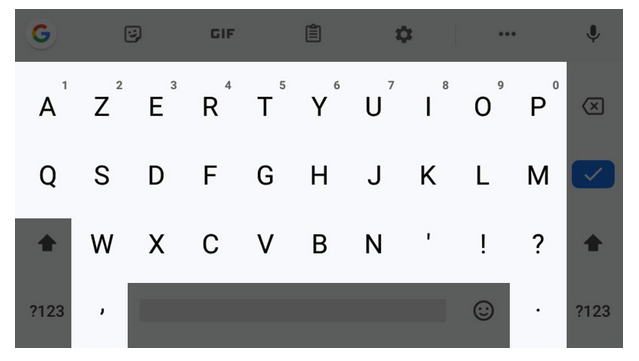 G GIF
1 2 3 4 5 6 7 8 9 0
A Z E R T Y U I O P
Q S D F G H J K L M
W X C V B N ' ! ?
?123 , . ?123